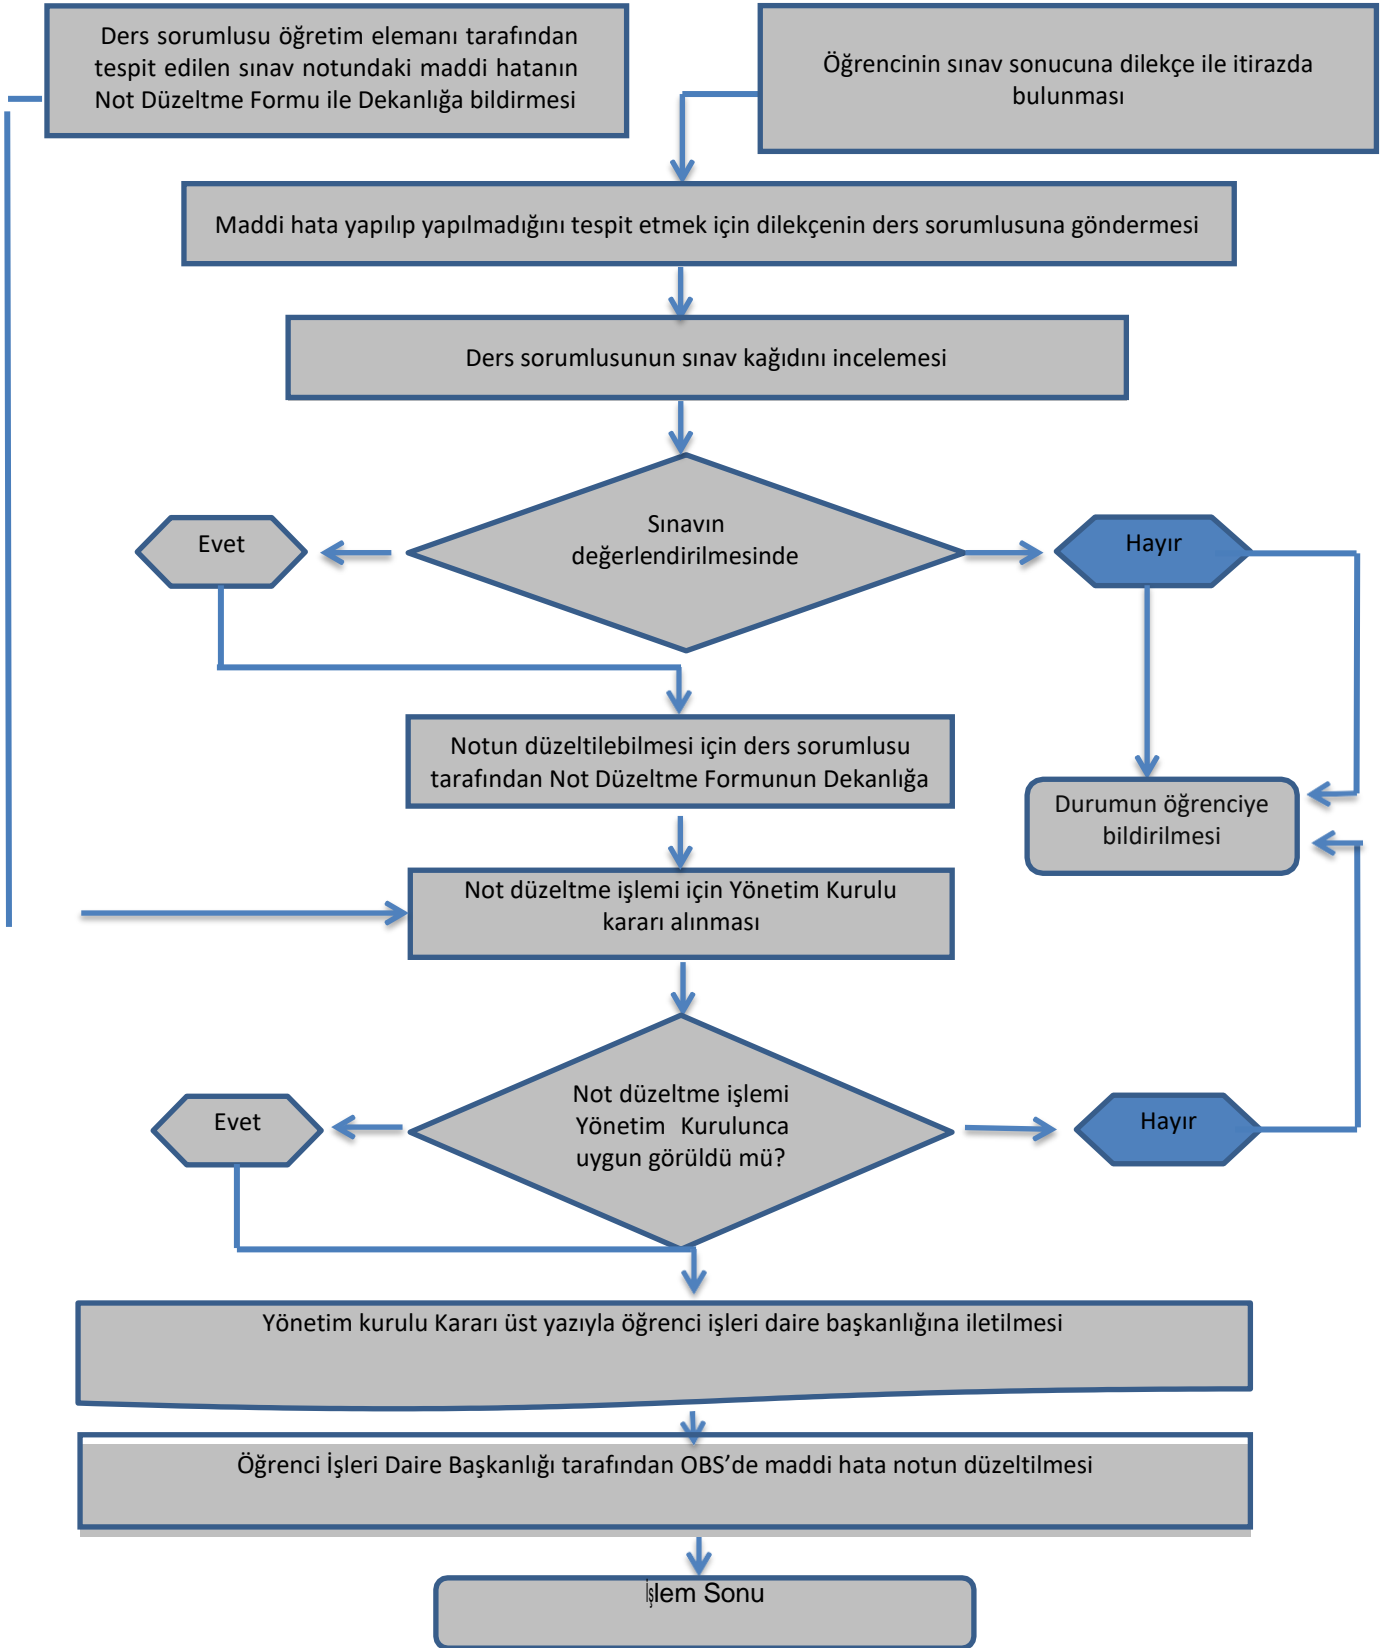 Ders sorumlusu öğretim elemanı tarafından
tespit edilen sınav notundaki maddi hatanın
Not Düzeltme Formu ile Dekanlığa bildirmesi
Öğrencinin sınav sonucuna dilekçe ile itirazda
bulunması
Maddi hata yapılıp yapılmadığını tespit etmek için dilekçenin ders sorumlusuna göndermesi
Ders sorumlusunun sınav kağıdını incelemesi
Sınavın
değerlendirilmesinde
Evet
Hayır
Notun düzeltilebilmesi için ders sorumlusu
tarafından Not Düzeltme Formunun Dekanlığa
Durumun öğrenciye
bildirilmesi
Not düzeltme işlemi için Yönetim Kurulu
kararı alınması
Not düzeltme işlemi
Yönetim Kurulunca
uygun görüldü mü?
Evet
Hayır
Yönetim kurulu Kararı üst yazıyla öğrenci işleri daire başkanlığına iletilmesi
Öğrenci İşleri Daire Başkanlığı tarafından OBS’de maddi hata notun düzeltilmesi
İşlem Sonu